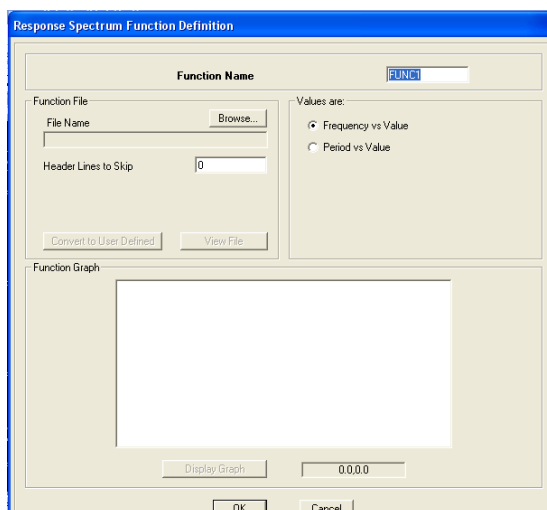 Response Spectrum Function Definition
Function Name
FUNC1
Function File
File Name
Browse...
Header Lines to Skip
0
Convert to User Defined
View File
Values are:
Frequency vs Value
Period vs Value
Function Graph
Display Graph
0.0,0.0
OK
Cancel